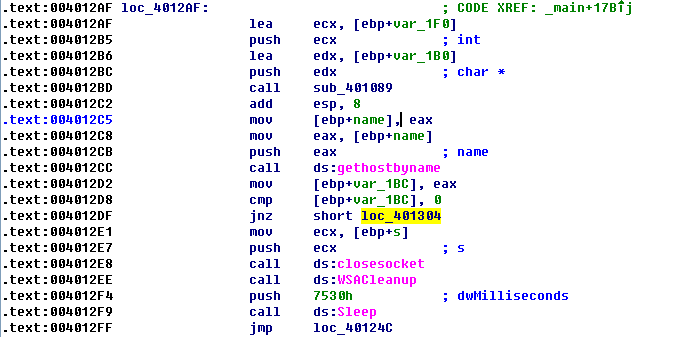 .text:004012AF loc_4012AF: ; CODE XREF: _main+17B↑j
.text:004012AF lea ecx, [ebp+var_1F0]
.text:004012B5 push ecx ; int
.text:004012B6 lea edx, [ebp+var_1B0]
.text:004012BC push edx ; char *
.text:004012BD call sub_401089
.text:004012C2 add esp, 8
.text:004012C5 mov [ebp+name], eax
.text:004012C8 mov eax, [ebp+name]
.text:004012CB push eax ; name
.text:004012CC call ds:gethostbyname
.text:004012D2 mov [ebp+var_1BC], eax
.text:004012D8 cmp [ebp+var_1BC], 0
.text:004012DF jnz short loc_401304
.text:004012E1 mov ecx, [ebp+s]
.text:004012E7 push ecx ; s
.text:004012E8 call ds:closesocket
.text:004012EE call ds:WSACleanup
.text:004012F4 push 7530h ; dwMilliseconds
.text:004012F9 call ds:Sleep
.text:004012FF jmp loc_40124C